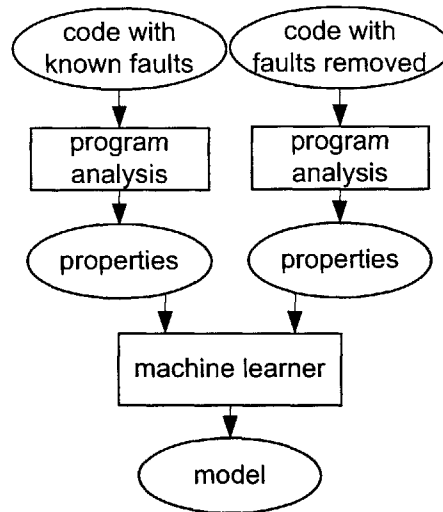 code with
known faults
code with
faults removed
program
analysis
program
analysis
properties
properties
machine learner
model